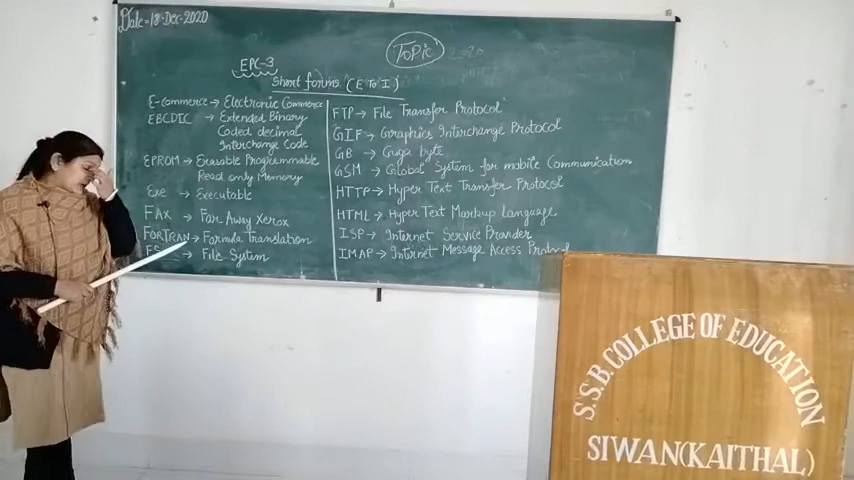 Date=18-Dec-2020
Topic
EPC-3
Short forms (E To I)
E-Commerce → Electronic Commerce
EBCDIC → Extended Binary
Coded decimal
Interchange Code
EPROM → Erasable Programmable
Read only Memory
Exe → Executable
FAX → Far Away Xerox
FORTRAN → Formula Translation
FS → File System
FTP → File Transfer Protocol
GIF → Graphics Interchange Protocol
GB → Guga byte
GSM → Global System for mobile Communication
HTTP → Hyper Text Transfer Protocol
HTML → Hyper Text Markup Language
ISP → Internet Service Provider
IMAP → Internet Message Access Protocol
S.S.B. COLLEGE OF EDUCATION
SIWAN(KAITHAL)